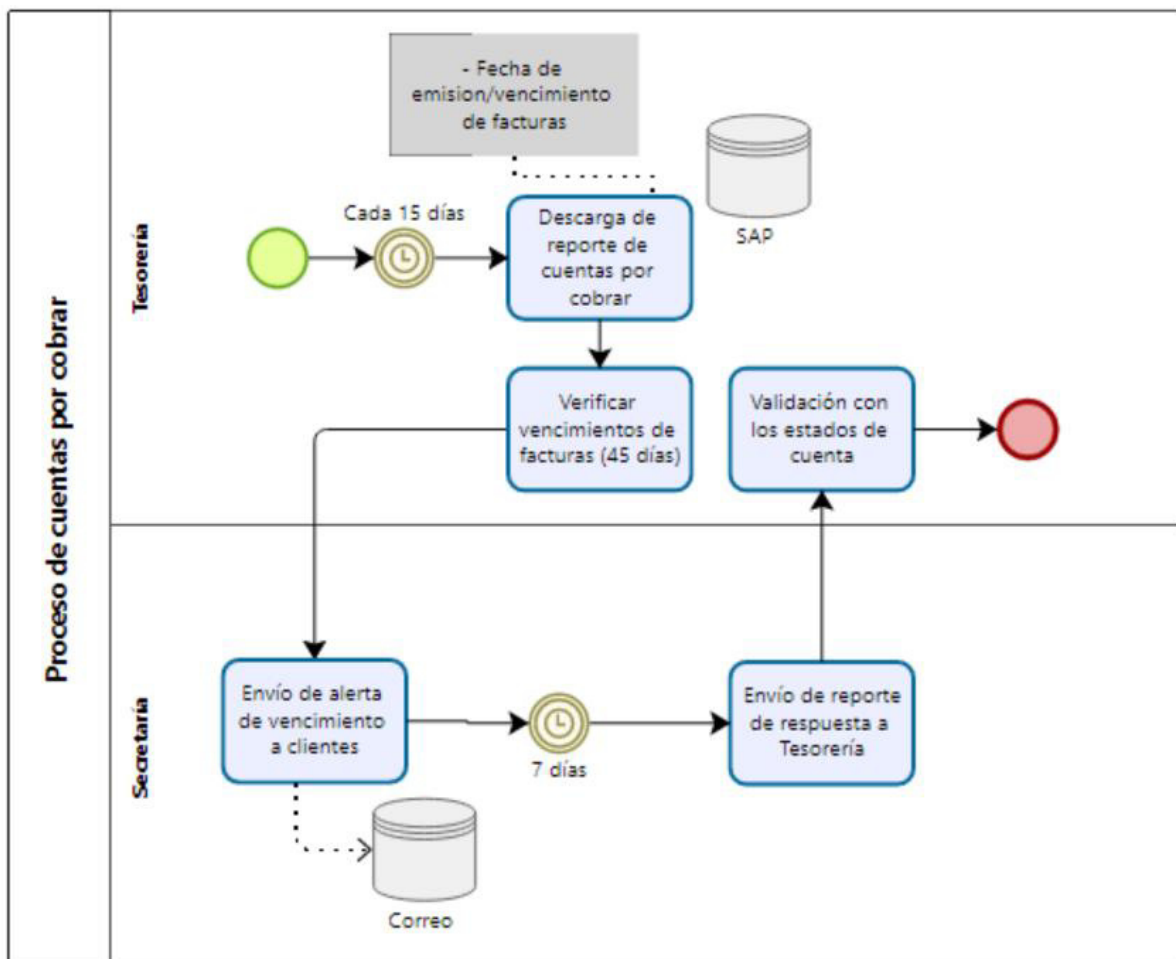 Proceso de cuentas por cobrar
Tesorería
- Fecha de
emision/vencimiento
de facturas
SAP
Cada 15 días
Descarga de
reporte de
cuentas por
cobrar
Verificar
vencimientos de
facturas (45 días)
Validación con
los estados de
cuenta
Secretaría
Envío de alerta
de vencimiento
a clientes
7 días
Envío de reporte
de respuesta a
Tesorería
Correo